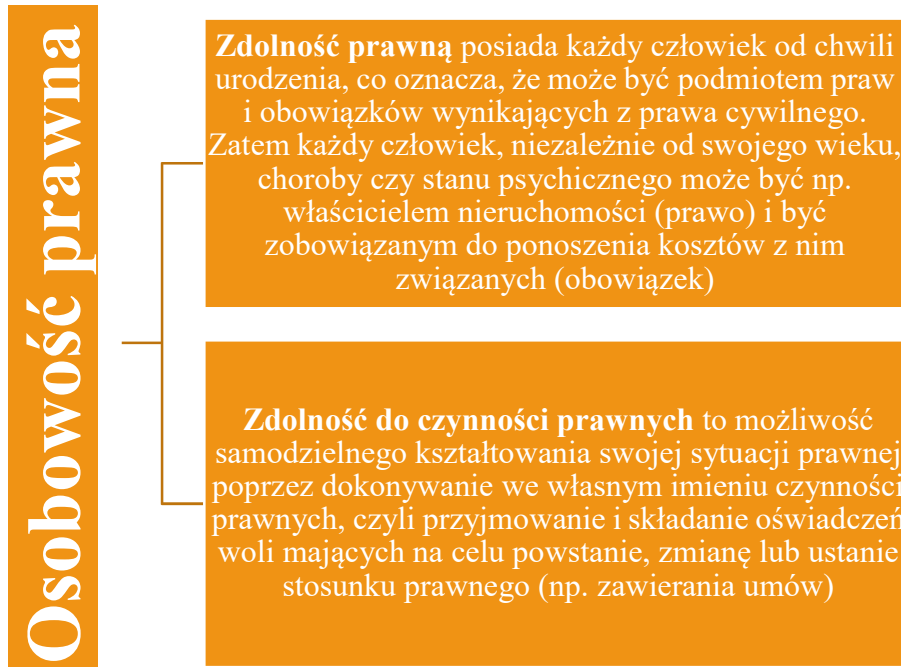 Osobowość prawna
Zdolność prawną posiada każdy człowiek od chwili
urodzenia, co oznacza, że może być podmiotem praw
i obowiązków wynikających z prawa cywilnego.
Zatem każdy człowiek, niezależnie od swojego wieku,
choroby czy stanu psychicznego może być np.
właścicielem nieruchomości (prawo) i być
zobowiązanym do ponoszenia kosztów z nim
związanych (obowiązek)
Zdolność do czynności prawnych to możliwość
samodzielnego kształtowania swojej sytuacji prawnej
poprzez dokonywanie we własnym imieniu czynności
prawnych, czyli przyjmowanie i składanie oświadczeń
woli mających na celu powstanie, zmianę lub ustanie
stosunku prawnego (np. zawierania umów)